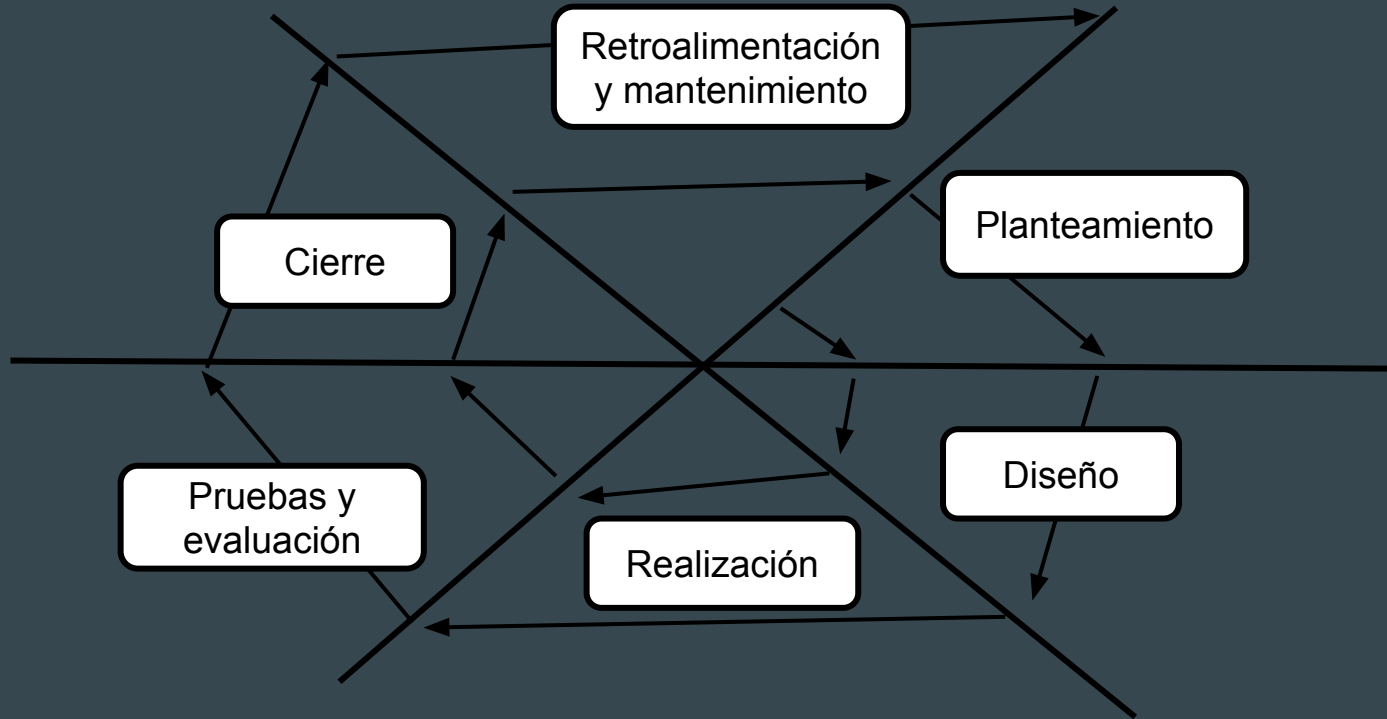 Retroalimentación
y mantenimiento
Planteamiento
Cierre
Diseño
Pruebas y
evaluación
Realización